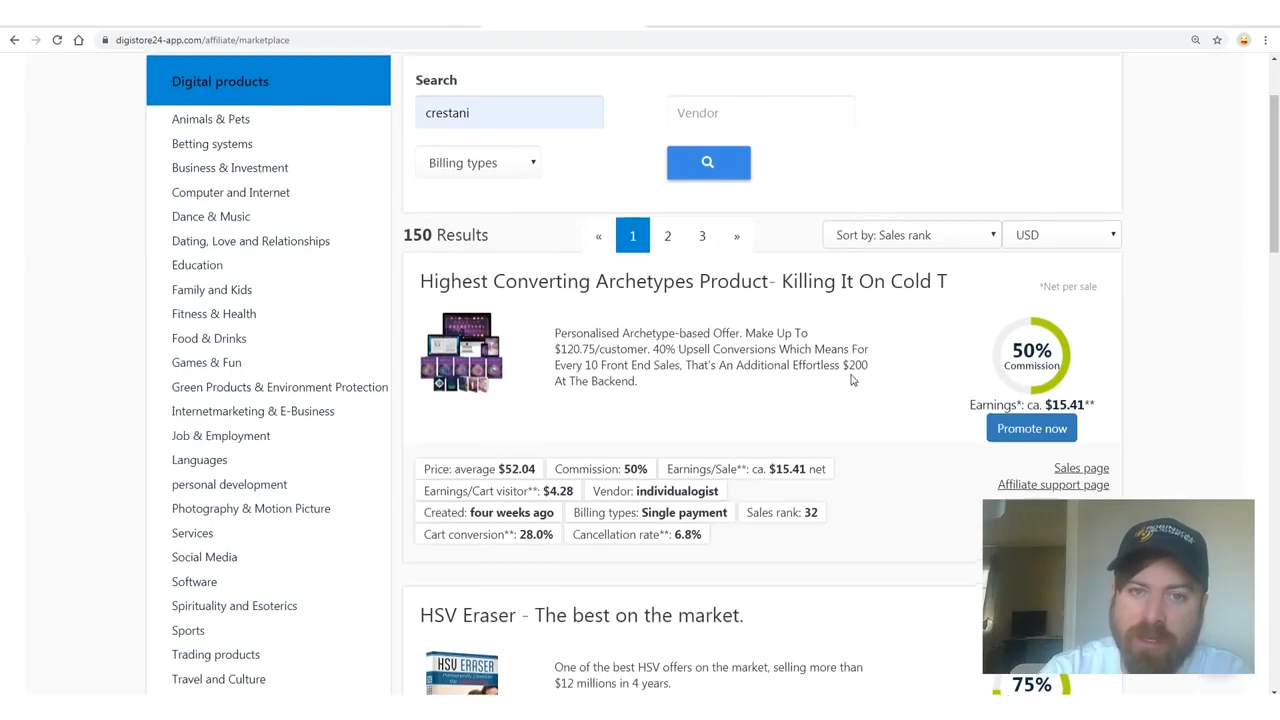 digistore24-app.com/affiliate/marketplace
Digital products
Animals & Pets
Betting systems
Business & Investment
Computer and Internet
Dance & Music
Dating, Love and Relationships
Education
Family and Kids
Fitness & Health
Food & Drinks
Games & Fun
Green Products & Environment Protection
Internetmarketing & E-Business
Job & Employment
Languages
personal development
Photography & Motion Picture
Services
Social Media
Software
Spirituality and Esoterics
Sports
Trading products
Travel and Culture
Search
crestani
Vendor
Billing types
150 Results
« 1 2 3 »
Sort by: Sales rank
USD
Highest Converting Archetypes Product- Killing It On Cold T
*Net per sale
Personalised Archetype-based Offer. Make Up To
$120.75/customer. 40% Upsell Conversions Which Means For
Every 10 Front End Sales, That's An Additional Effortless $200
At The Backend.
50%
Commission
Earnings*: ca. $15.41**
Promote now
Price: average $52.04 Commission: 50% Earnings/Sale**: ca. $15.41 net
Earnings/Cart visitor**: $4.28 Vendor: individualogist
Created: four weeks ago Billing types: Single payment Sales rank: 32
Cart conversion**: 28.0% Cancellation rate**: 6.8%
Sales page
Affiliate support page
HSV Eraser - The best on the market.
HSV ERASER
One of the best HSV offers on the market, selling more than
$12 millions in 4 years.
75%